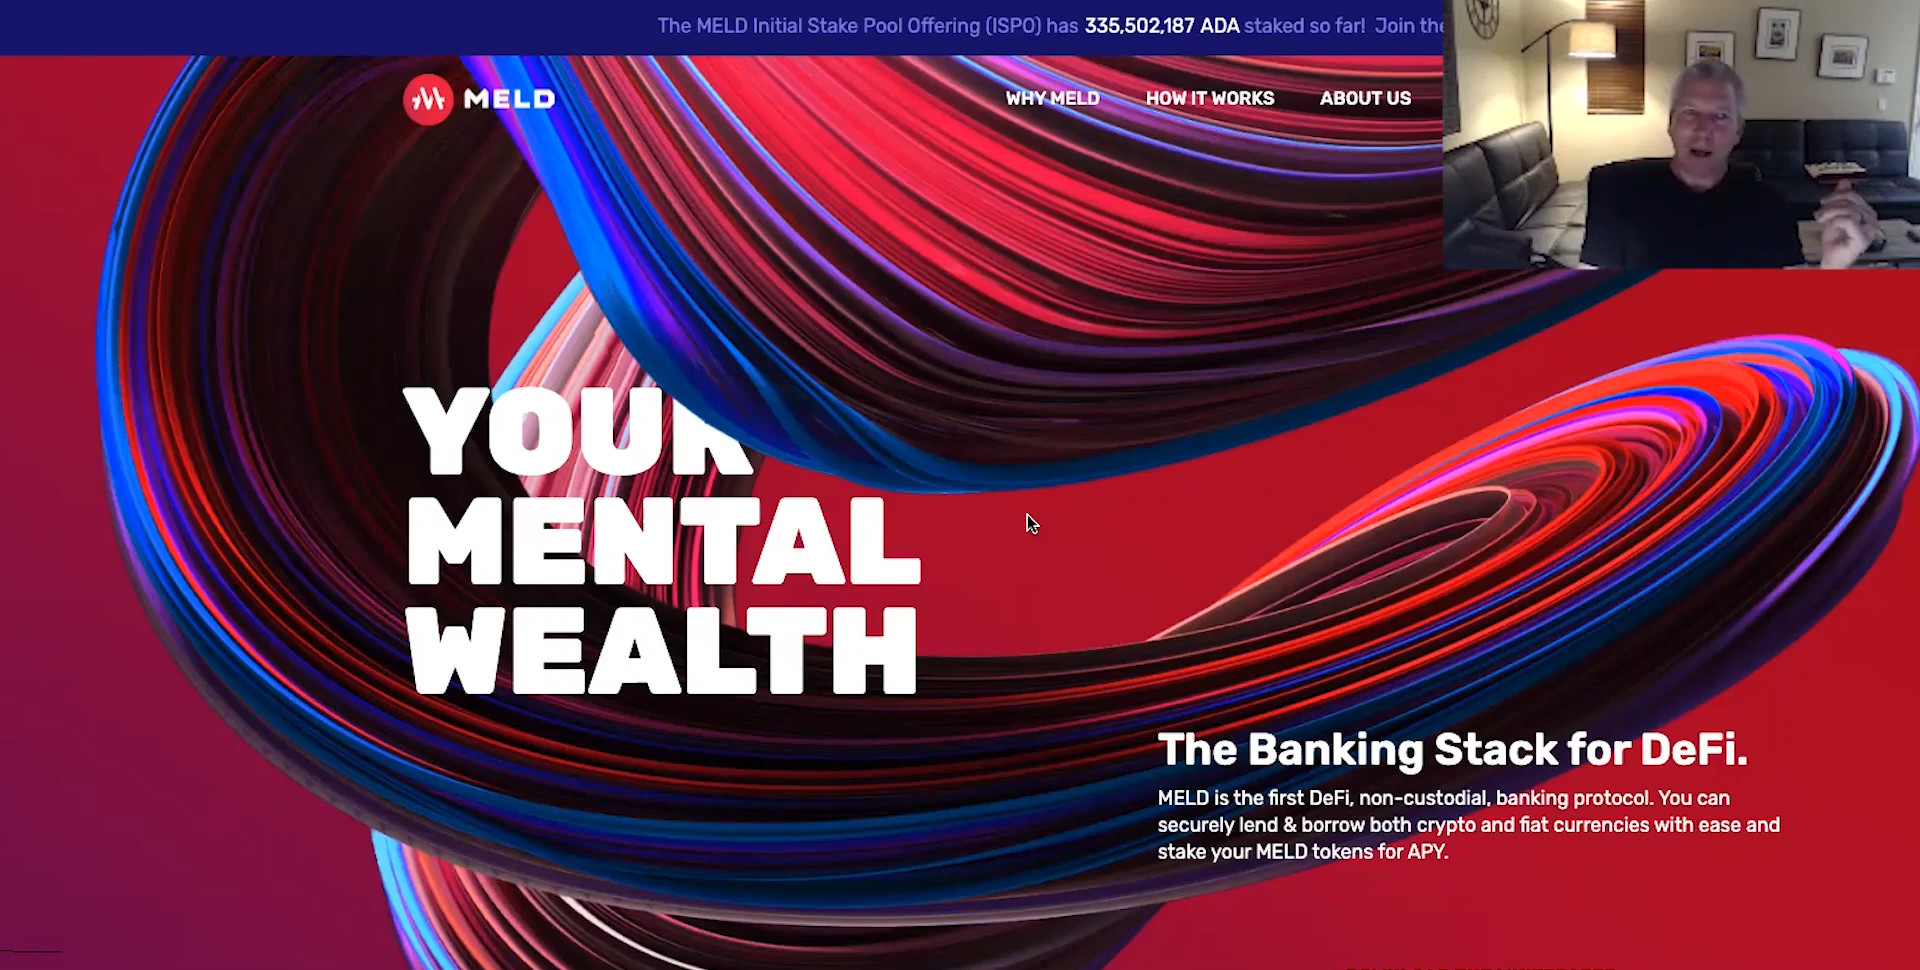 The MELD Initial Stake Pool Offering (ISPO) has 335,502,187 ADA staked so far! Join the
MELD
WHY MELD HOW IT WORKS ABOUT US
YOUR
MENTAL
WEALTH
The Banking Stack for DeFi.
MELD is the first DeFi, non-custodial, banking protocol. You can
securely lend & borrow both crypto and fiat currencies with ease and
stake your MELD tokens for APY.